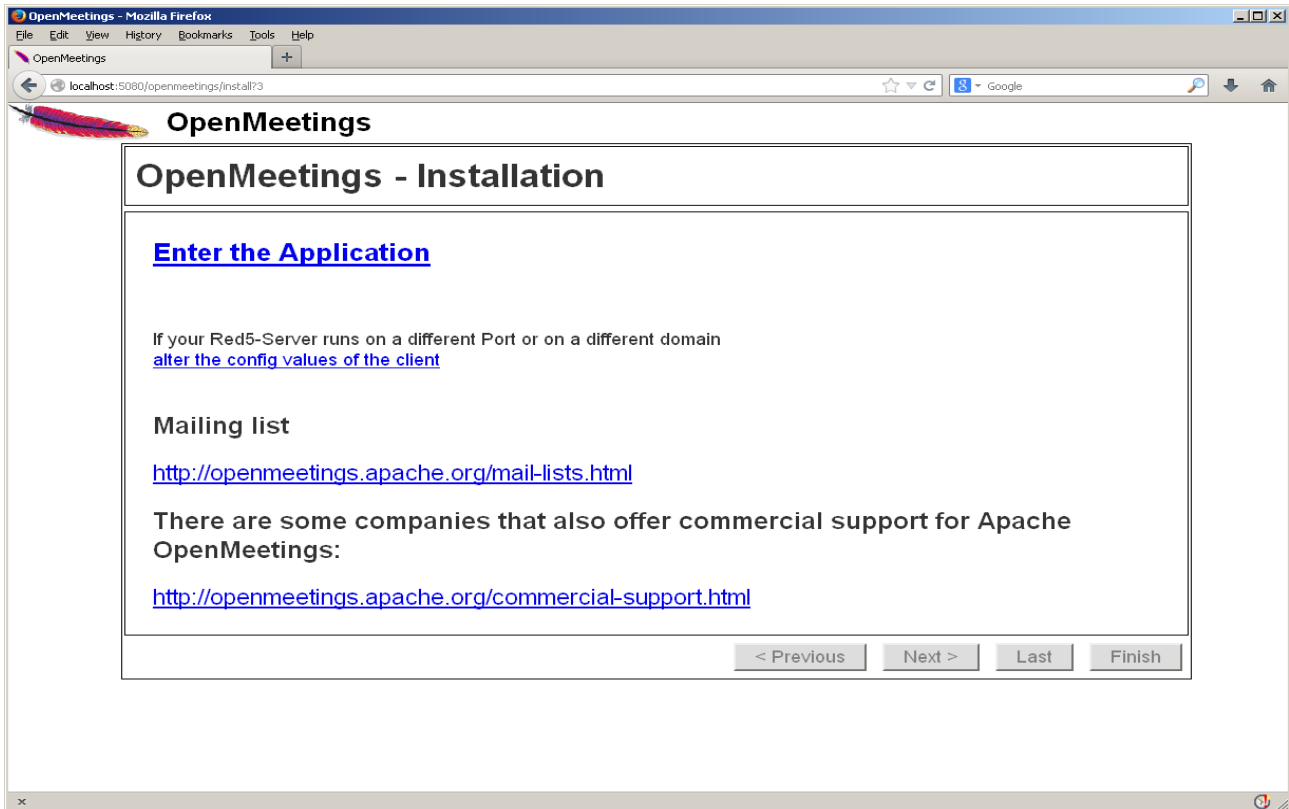 OpenMeetings - Mozilla Firefox
File Edit View History Bookmarks Tools Help
OpenMeetings +
localhost:5080/openmeetings/install?3 8 Google
OpenMeetings
OpenMeetings - Installation
Enter the Application
If your Red5-Server runs on a different Port or on a different domain
alter the config values of the client
Mailing list
http://openmeetings.apache.org/mail-lists.html
There are some companies that also offer commercial support for Apache
OpenMeetings:
http://openmeetings.apache.org/commercial-support.html
< Previous Next > Last Finish
x